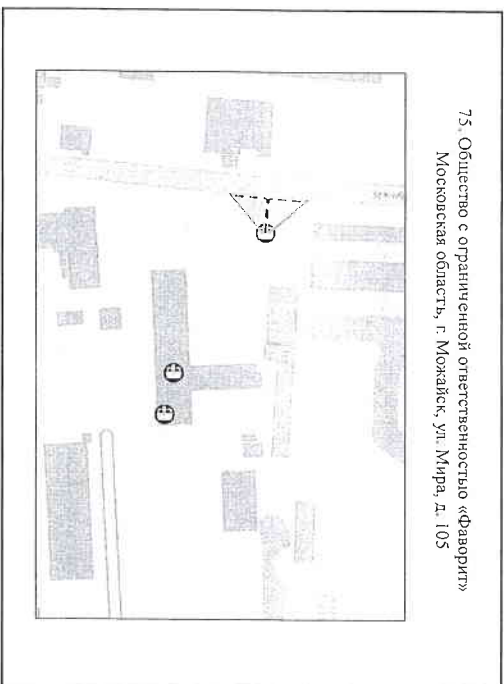 75. Общество с ограниченной ответственностью «Фаворит»
Московская область, г. Можайск, ул. Мира, д. 105